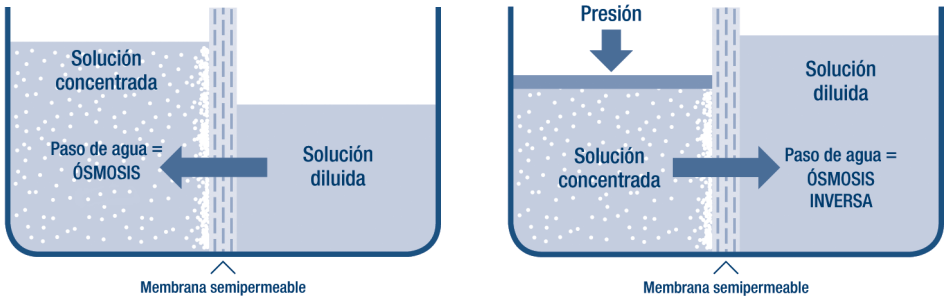 Solución
concentrada
Paso de agua =
ÓSMOSIS
Solución
diluida
Membrana semipermeable
Presión
Solución
concentrada
Solución
diluida
Paso de agua =
ÓSMOSIS
INVERSA
Membrana semipermeable